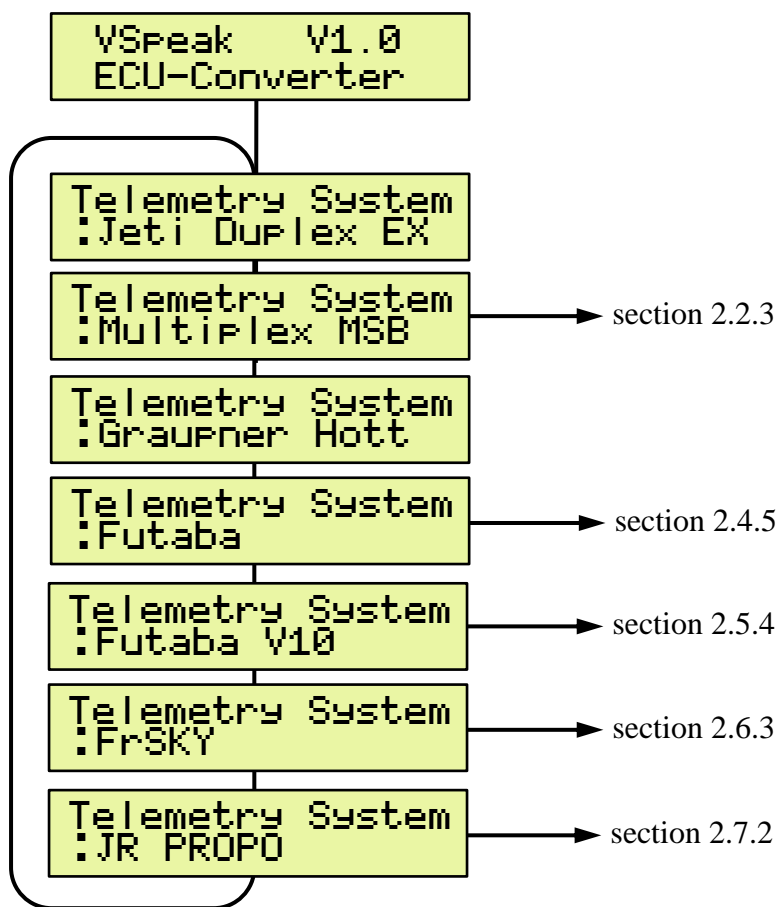 VSpeak V1.0
ECU-Converter
Telemetry System
:Jeti Duplex EX
Telemetry System
:Multiplex MSB
section 2.2.3
Telemetry System
:Graupner Hott
Telemetry System
:Futaba
section 2.4.5
Telemetry System
:Futaba V10
section 2.5.4
Telemetry System
:FrSKY
section 2.6.3
Telemetry System
:JR PROPO
section 2.7.2